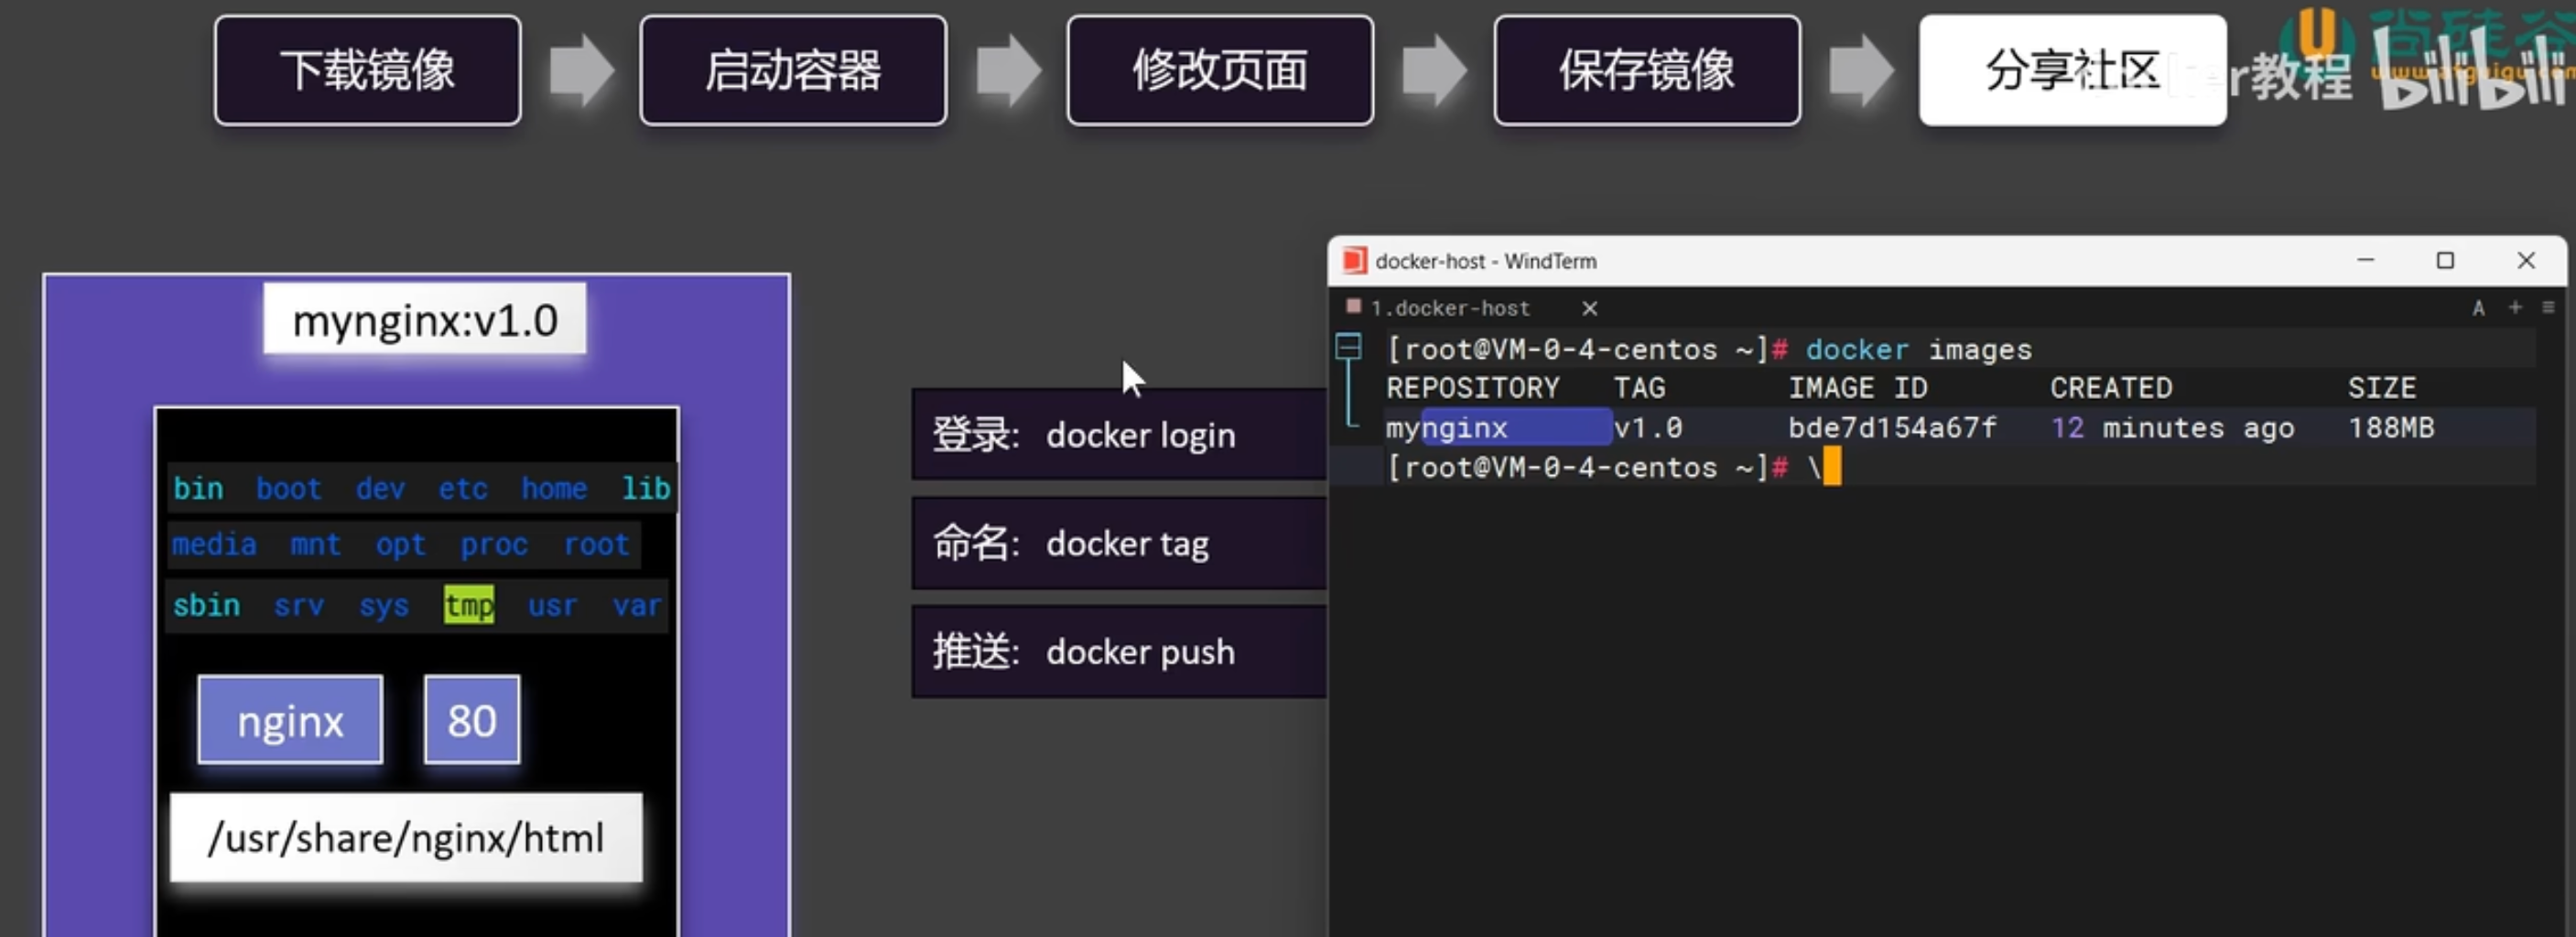 下载镜像
启动容器
修改页面
保存镜像
分享社区
er教程
尚硅谷
bilibili
mynginx:v1.0
bin boot dev etc home lib
media mnt opt proc root
sbin srv sys tmp usr var
nginx
80
/usr/share/nginx/html
登录: docker login
命名: docker tag
推送: docker push
docker-host - WindTerm
1.docker-host
A
[root@VM-0-4-centos ~]# docker images
REPOSITORY TAG IMAGE ID CREATED SIZE
mynginx v1.0 bde7d154a67f 12 minutes ago 188MB
[root@VM-0-4-centos ~]# \